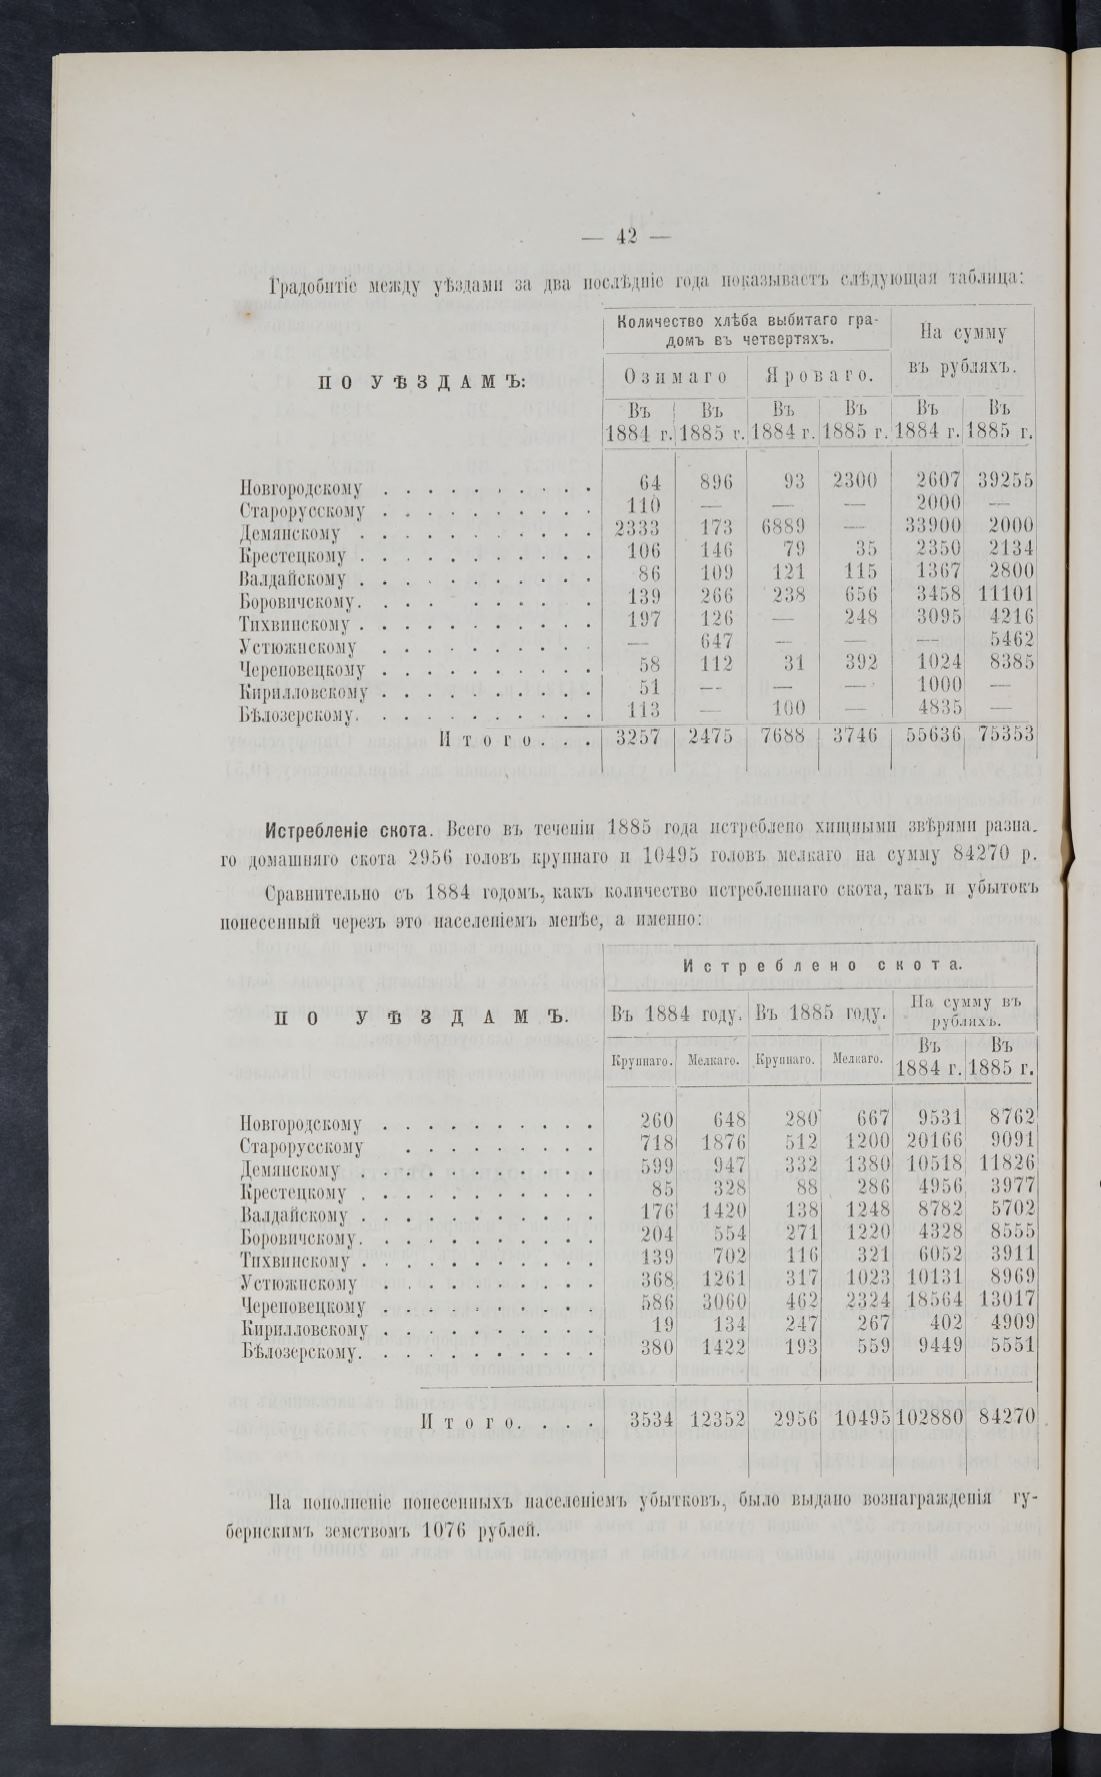 — 42 —
Градобитіе между уѣздами за два послѣдніе года показываетъ слѣдующая таблица:
ПО УѢЗДАМЪ:
Количество хлѣба выбитаго гра-
домъ въ четвертяхъ.
На сумму
въ рубляхъ.
Озимаго Яроваго.
Въ Въ Въ Въ Въ Въ
1884 г. 1885 г. 1884 г. 1885 г. 1884 г. 1885 г.
Новгородскому . . . . . . . . . . 64 896 93 2300 2607 39255
Старорусскому . . . . . . . . . . 110 — — — 2000 —
Демянскому . . . . . . . . . . . 2333 173 6889 — 33900 2000
Крестецкому . . . . . . . . . . . 106 146 79 35 2350 2134
Валдайскому . . . . . . . . . . . 86 109 121 115 1367 2800
Боровичскому. . . . . . . . . . . 139 266 238 656 3458 11101
Тихвинскому . . . . . . . . . . . 197 126 — 248 3095 4216
Устюжнскому . . . . . . . . . . — 647 — — — 5462
Череповецкому . . . . . . . . . . 58 112 31 392 1024 8385
Кирилловскому . . . . . . . . . . 51 — — — 1000 —
Бѣлозерскому. . . . . . . . . . . 113 — 100 — 4835 —
Итого . . . 3257 2475 7688 3746 55636 75353
Истребленіе скота. Всего въ теченіи 1885 года истреблено хищными звѣрями разна.
го домашняго скота 2956 головъ крупнаго и 10495 головъ мелкаго на сумму 84270 р.
Сравнительно съ 1884 годомъ, какъ количество истребленнаго скота, такъ и убытокъ
понесенный черезъ это населеніемъ менѣе, а именно:
ПО УѢЗДАМЪ.
Истреблено скота.
Въ 1884 году. Въ 1885 году. На сумму въ
рубляхъ.
Крупнаго. Мелкаго. Крупнаго. Мелкаго. Въ Въ
1884 г. 1885 г.
Новгородскому . . . . . . . . . . 260 648 280 667 9531 8762
Старорусскому . . . . . . . . . 718 1876 512 1200 20166 9091
Демянскому . . . . . . . . . . . 599 947 332 1380 10518 11826
Крестецкому . . . . . . . . . . . 85 328 88 286 4956 3977
Валдайскому . . . . . . . . . . . 176 1420 138 1248 8782 5702
Боровичскому. . . . . . . . . . . 204 554 271 1220 4328 8555
Тихвинскому . . . . . . . . . . . 139 702 116 321 6052 3911
Устюжнскому . . . . . . . . . . 368 1261 317 1023 10131 8969
Череповецкому . . . . . . . . . . 586 3060 462 2324 18564 13017
Кирилловскому . . . . . . . . . . 19 134 247 267 402 4909
Бѣлозерскому. . . . . . . . . . . 380 1422 193 559 9449 5551
Итого. . . . 3534 12352 2956 10495 102880 84270
На пополненіе понесенныхъ населеніемъ убытковъ, было выдано вознагражденія гу-
бернскимъ земствомъ 1076 рублей.